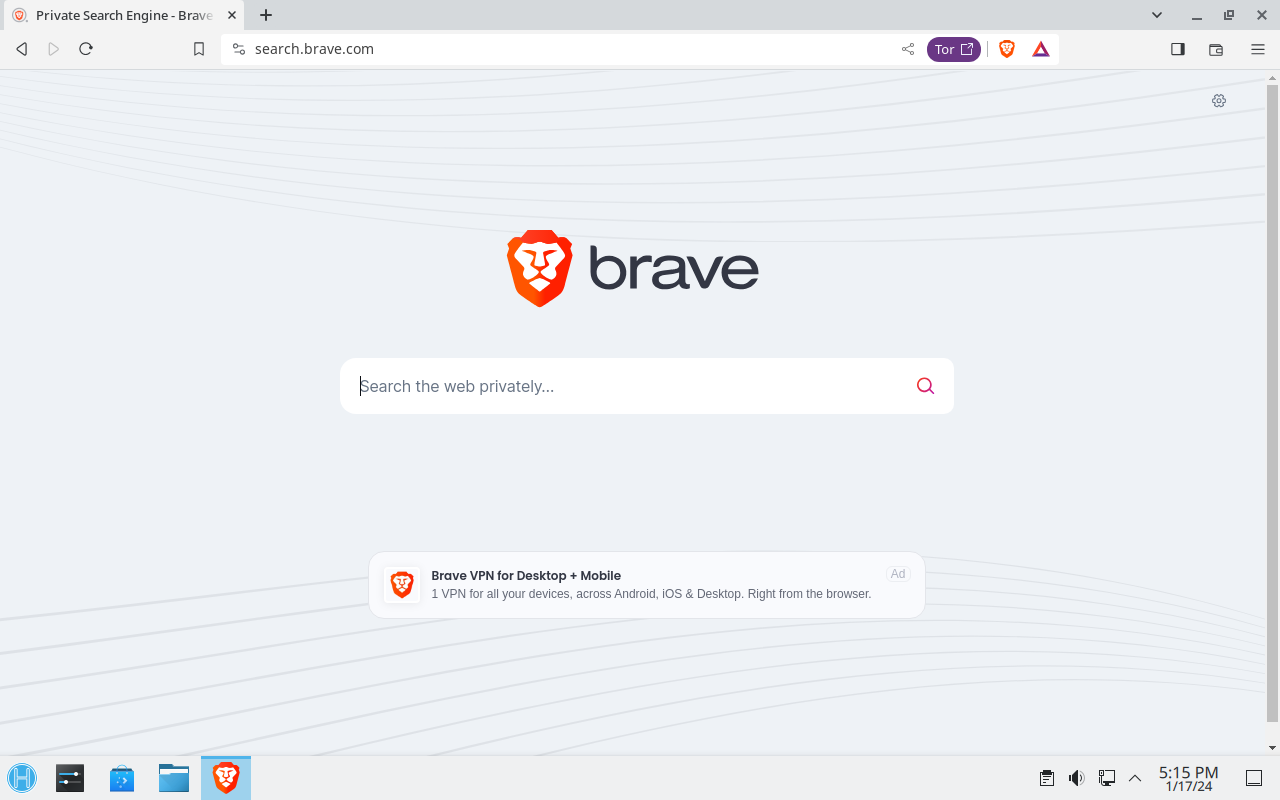 Private Search Engine - Brave
search.brave.com
Tor
brave
Search the web privately...
Brave VPN for Desktop + Mobile
Ad
1 VPN for all your devices, across Android, iOS & Desktop. Right from the browser.
5:15 PM
1/17/24